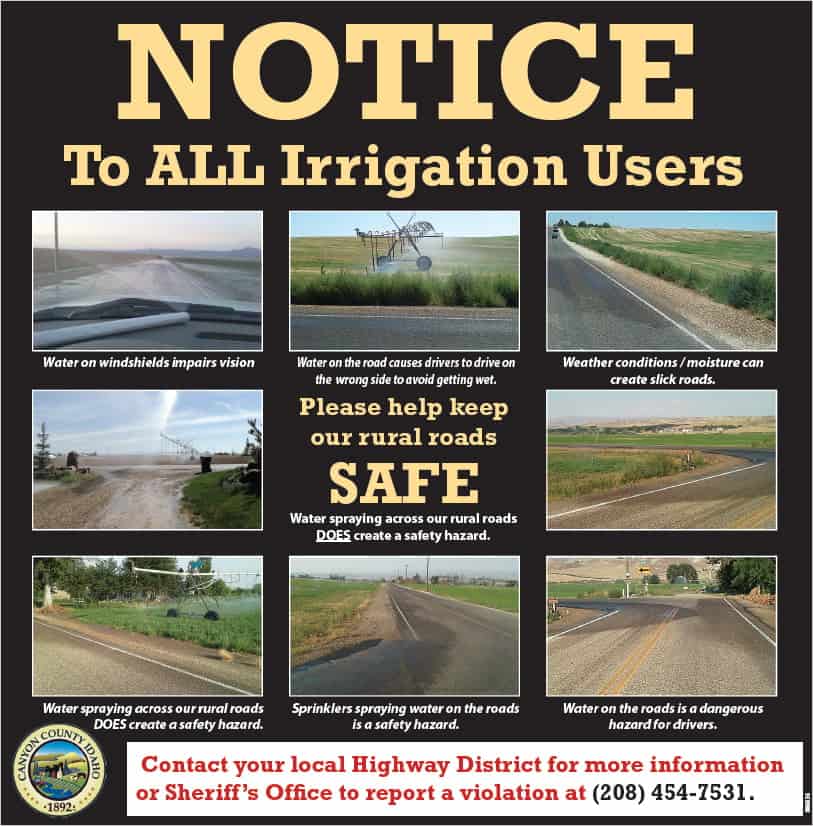 NOTICE
To ALL Irrigation Users
Water on windshields impairs vision
Water on the road causes drivers to drive on
the wrong side to avoid getting wet.
Weather conditions / moisture can
create slick roads.
Please help keep
our rural roads
SAFE
Water spraying across our rural roads
DOES create a safety hazard.
Water spraying across our rural roads
DOES create a safety hazard.
Sprinklers spraying water on the roads
is a safety hazard.
Water on the roads is a dangerous
hazard for drivers.
CANYON COUNTY IDAHO
·1892·
Contact your local Highway District for more information
or Sheriff's Office to report a violation at (208) 454-7531.